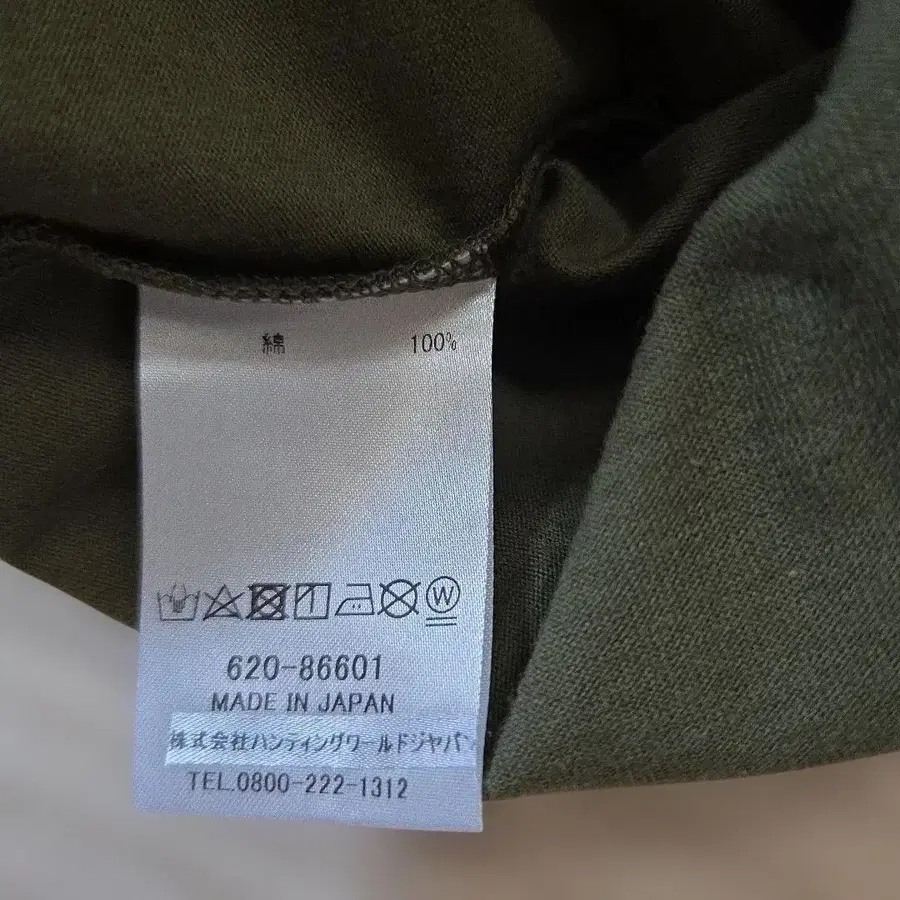 綿 100%
620-86601
MADE IN JAPAN
株式会社ハンティングワールドジャパン
TEL.0800-222-1312